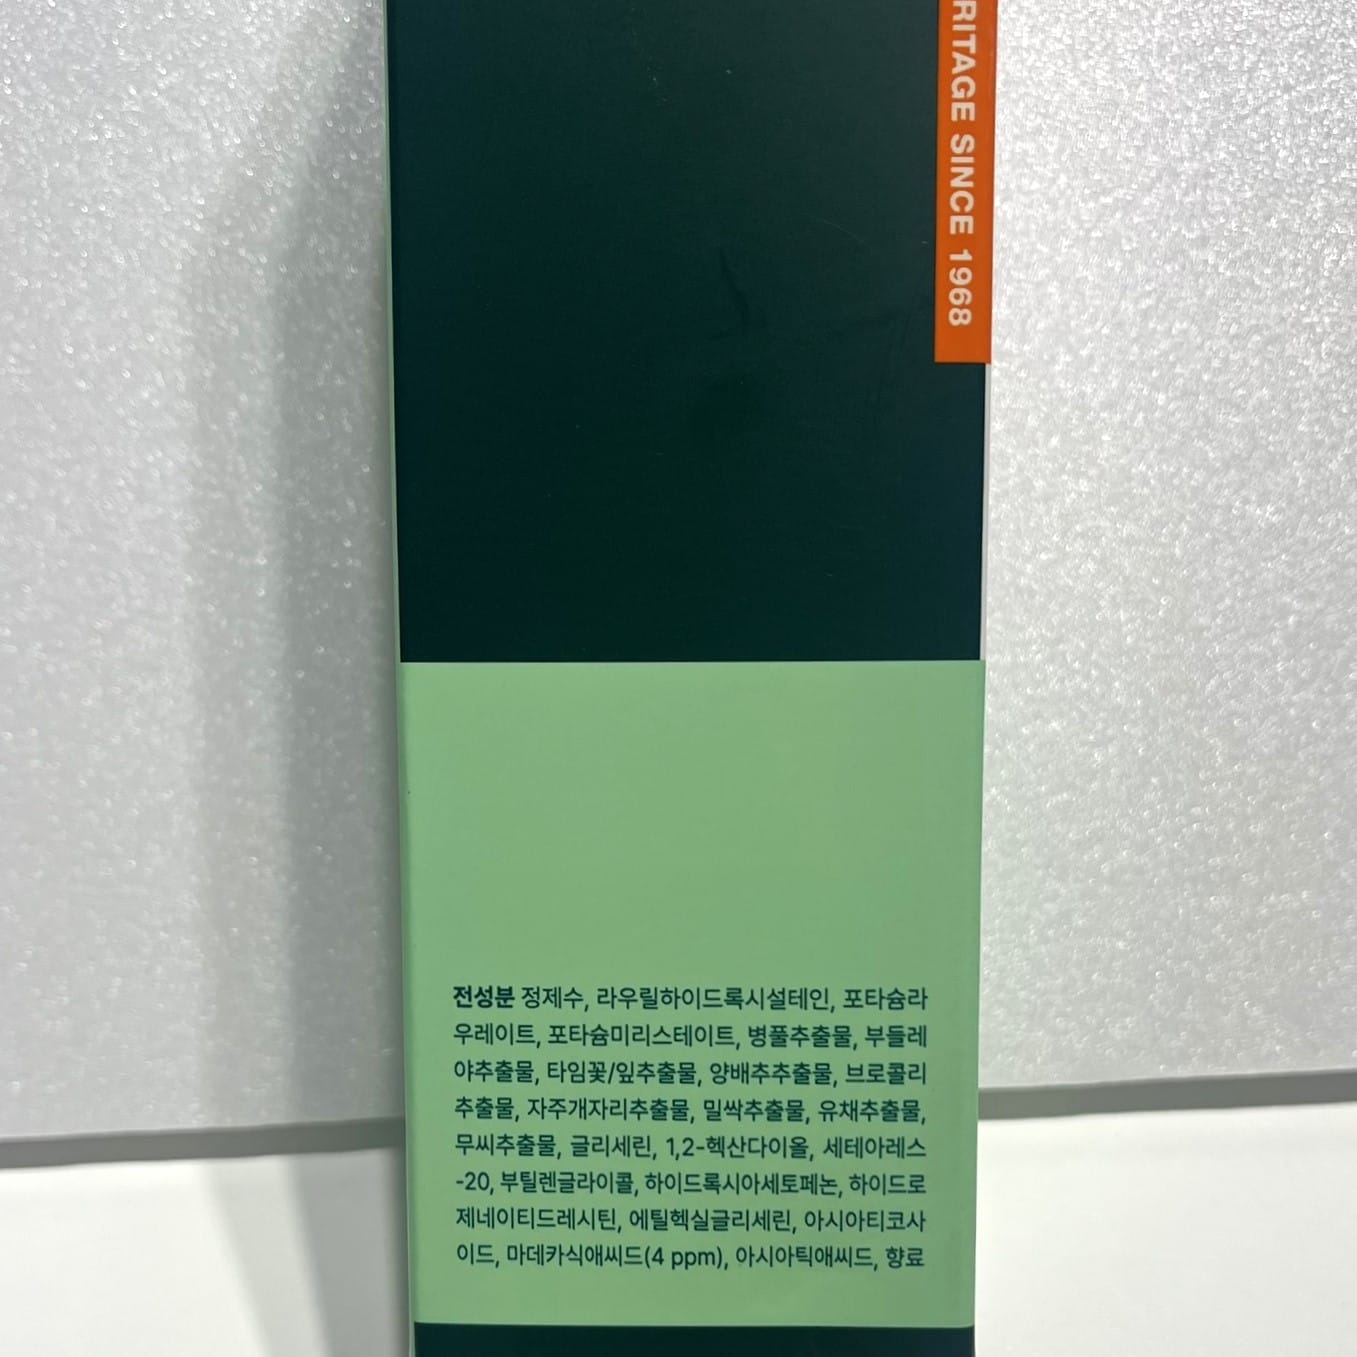 RITAGE SINCE 1968
전성분 정제수, 라우릴하이드록시설테인, 포타슘라
우레이트, 포타슘미리스테이트, 병풀추출물, 부들레
야추출물, 타임꽃/잎추출물, 양배추추출물, 브로콜리
추출물, 자주개자리추출물, 밀싹추출물, 유채추출물,
무씨추출물, 글리세린, 1,2-헥산다이올, 세테아레스
-20, 부틸렌글라이콜, 하이드록시아세토페논, 하이드로
제네이티드레시틴, 에틸헥실글리세린, 아시아티코사
이드, 마데카식애씨드(4 ppm), 아시아틱애씨드, 향료